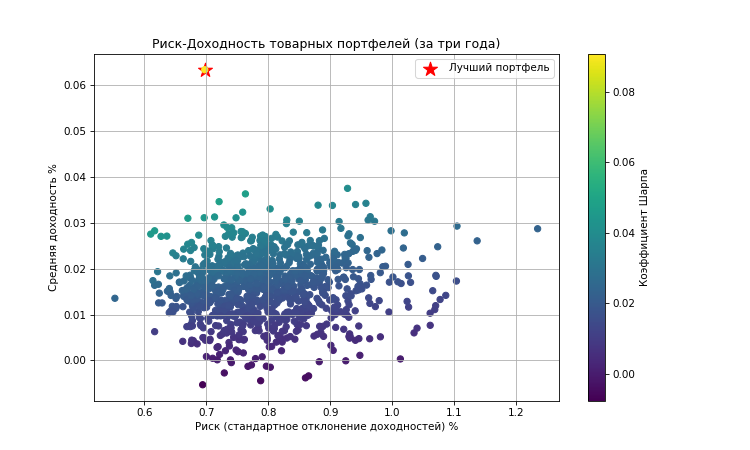 Риск-Доходность товарных портфелей (за три года)
Лучший портфель
Средняя доходность %
0.06
0.05
0.04
0.03
0.02
0.01
0.00
0.6 0.7 0.8 0.9 1.0 1.1 1.2
Риск (стандартное отклонение доходностей) %
0.08
0.06
0.04
0.02
0.00
Коэффициент Шарпа